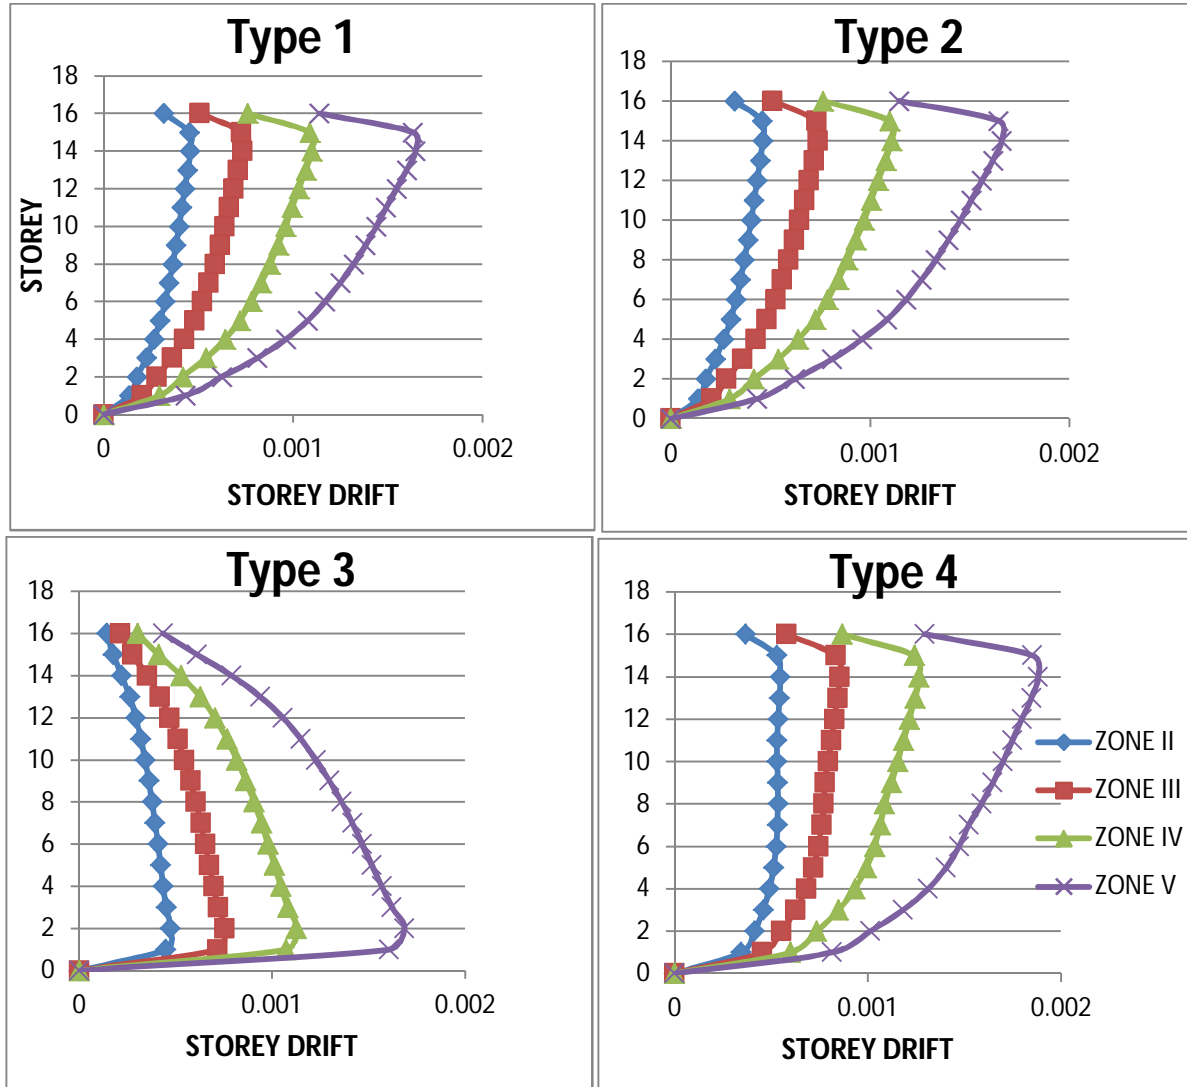 Type 1
18
16
14
12
10
8
6
4
2
0
STOREY
0 0.001 0.002
STOREY DRIFT
Type 2
18
16
14
12
10
8
6
4
2
0
0 0.001 0.002
STOREY DRIFT
Type 3
18
16
14
12
10
8
6
4
2
0
0 0.001 0.002
STOREY DRIFT
Type 4
18
16
14
12
10
8
6
4
2
0
0 0.001 0.002
STOREY DRIFT
ZONE II
ZONE III
ZONE IV
ZONE V